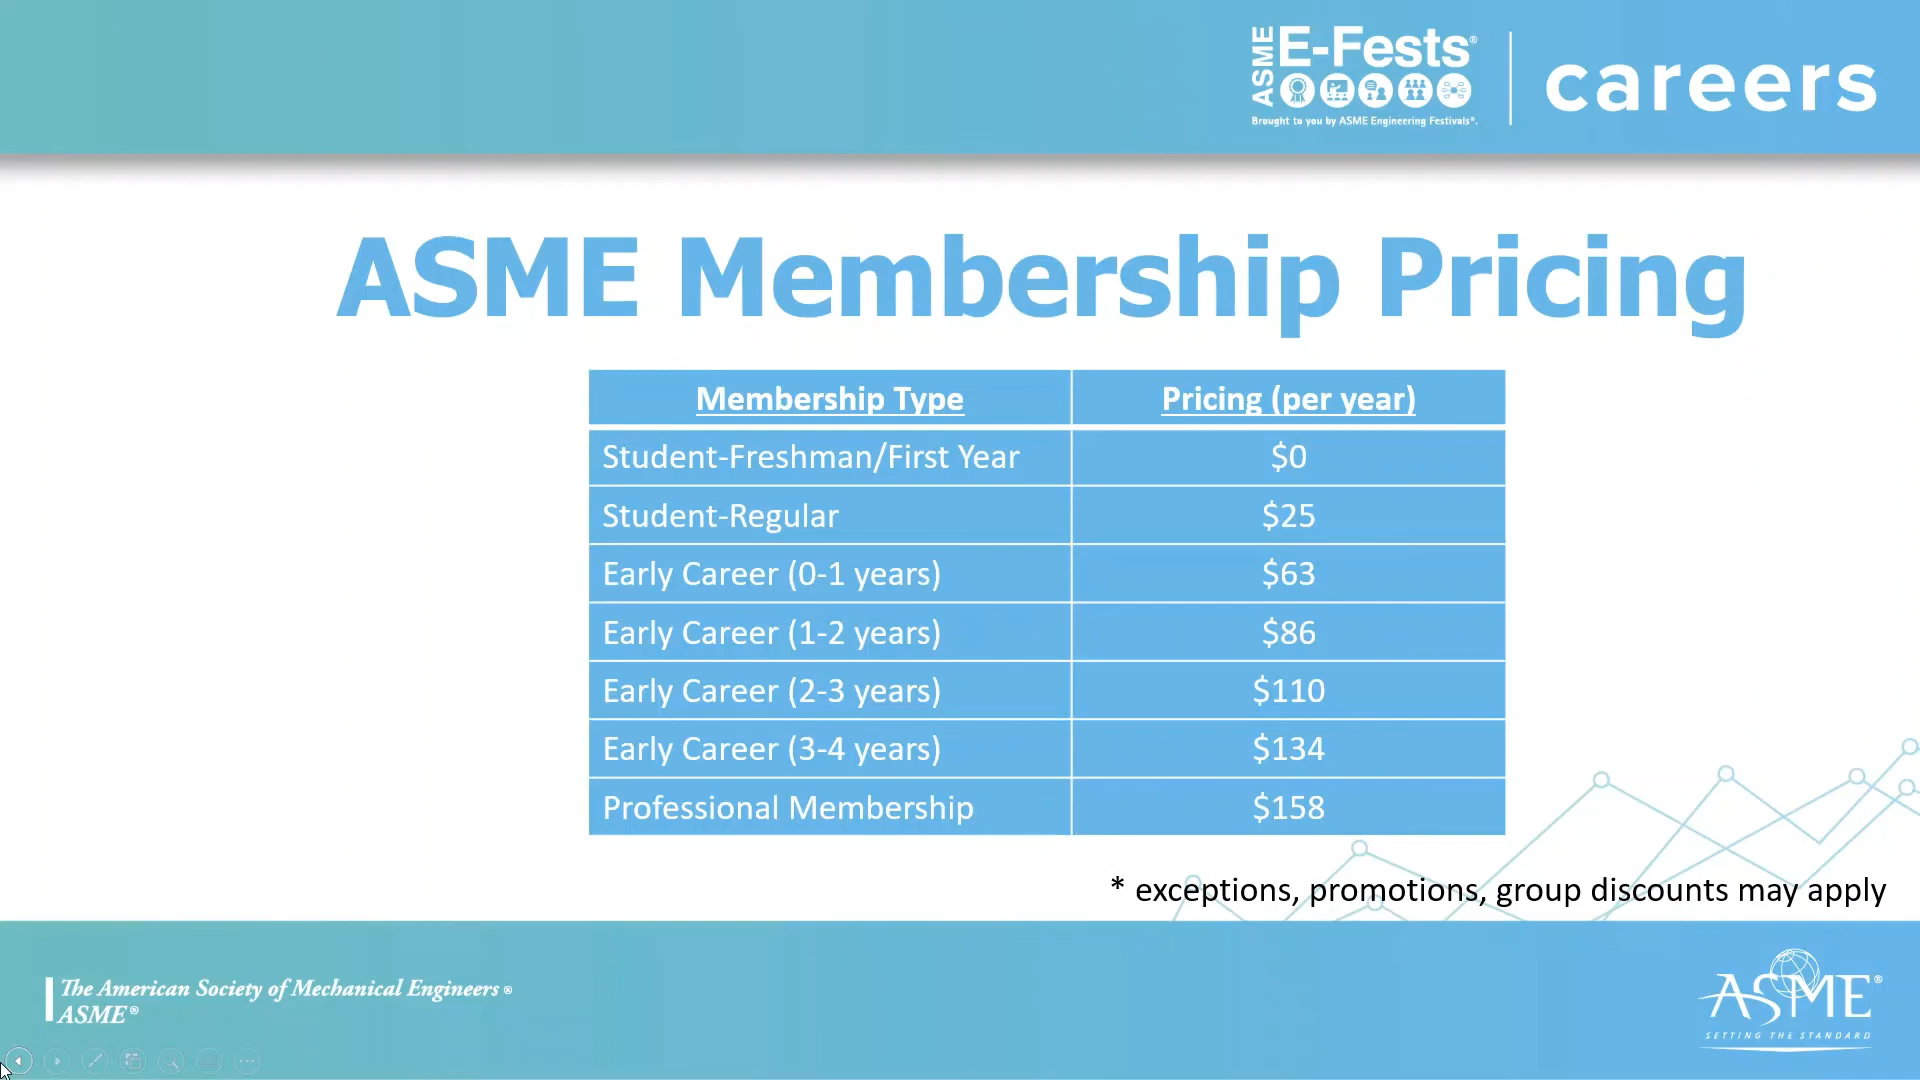 ASME
E-Fests®
Brought to you by ASME Engineering Festivals®.
careers
ASME Membership Pricing
Membership Type Pricing (per year)
Student-Freshman/First Year $0
Student-Regular $25
Early Career (0-1 years) $63
Early Career (1-2 years) $86
Early Career (2-3 years) $110
Early Career (3-4 years) $134
Professional Membership $158
* exceptions, promotions, group discounts may apply
The American Society of Mechanical Engineers®
ASME®
ASME®
SETTING THE STANDARD